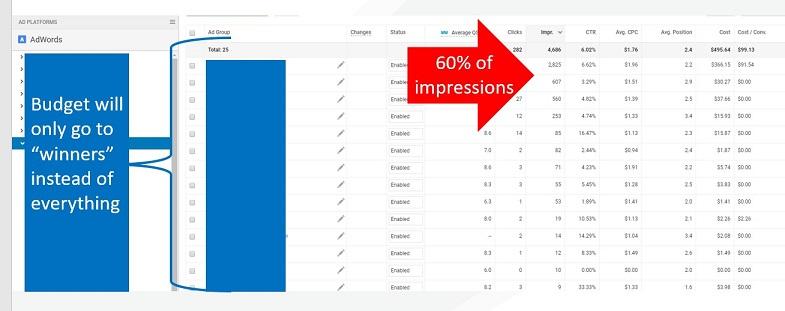 AD PLATFORMS
AdWords
Budget will
only go to
"winners"
instead of
everything
60% of
impressions
Ad Group Changes Status Average Clicks Impr. CTR Avg. CPC Avg. Position Cost Cost / Conv.
Total: 25 282 4,686 6.02% $1.76 2.4 $495.64 $99.13
Enabled 2,825 6.62% $1.96 2.2 $366.15 $91.54
607 3.29% $1.51 2.9 $30.27 $0.00
Enabled 27 560 4.82% $1.39 2.5 $37.66 $0.00
Enabled 12 253 4.74% $1.33 3.4 $15.93 $0.00
Enabled 8.6 14 85 16.47% $1.13 2.3 $15.87 $0.00
Enabled 7.0 2 82 2.44% $0.94 2.4 $1.87 $0.00
Enabled 8.6 3 71 4.23% $1.91 2.2 $5.74 $0.00
Enabled 8.3 3 55 5.45% $1.28 2.5 $3.83 $0.00
Enabled 6.3 1 53 1.89% $1.41 2.0 $1.41 $0.00
Enabled 8.0 2 19 10.53% $1.13 2.1 $2.26 $2.26
Enabled – 2 14 14.29% $1.04 3.4 $2.08 $0.00
Enabled 8.3 1 12 8.33% $1.49 2.6 $1.49 $0.00
Enabled 6.0 0 10 0.00% $0.00 2.0 $0.00 $0.00
Enabled 8.2 3 9 33.33% $1.33 1.6 $3.98 $0.00